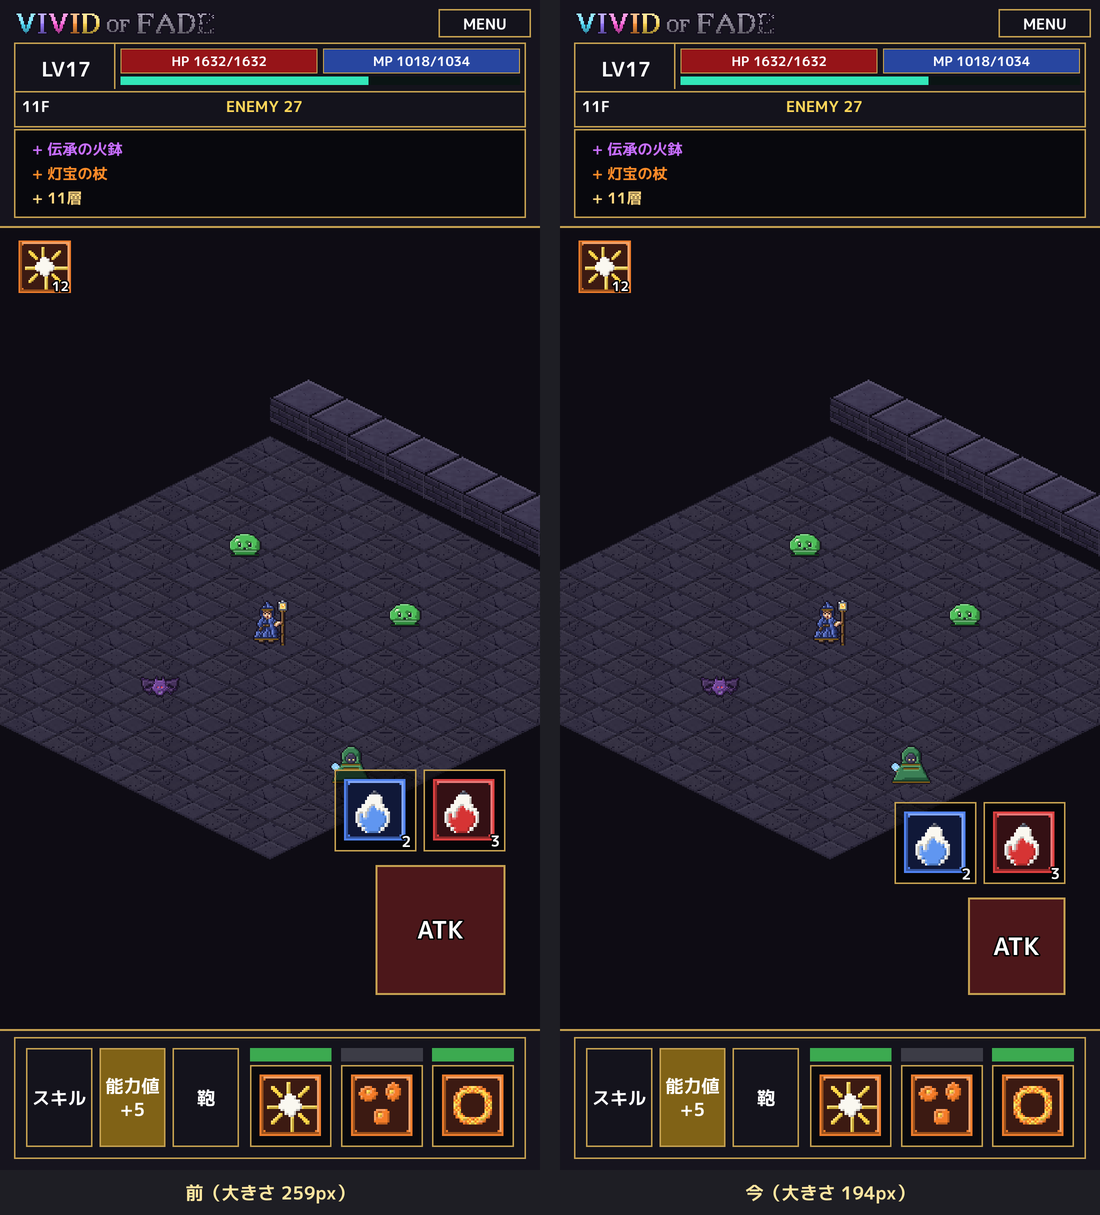 VIVID OF FADE
MENU
LV17
HP 1632/1632
MP 1018/1034
11F
ENEMY 27
+ 伝承の火鉢
+ 灯宝の杖
+ 11層
12
2
3
ATK
スキル
能力値
+5
鞄
前（大きさ 259px）
VIVID OF FADE
MENU
LV17
HP 1632/1632
MP 1018/1034
11F
ENEMY 27
+ 伝承の火鉢
+ 灯宝の杖
+ 11層
12
2
3
ATK
スキル
能力値
+5
鞄
今（大きさ 194px）